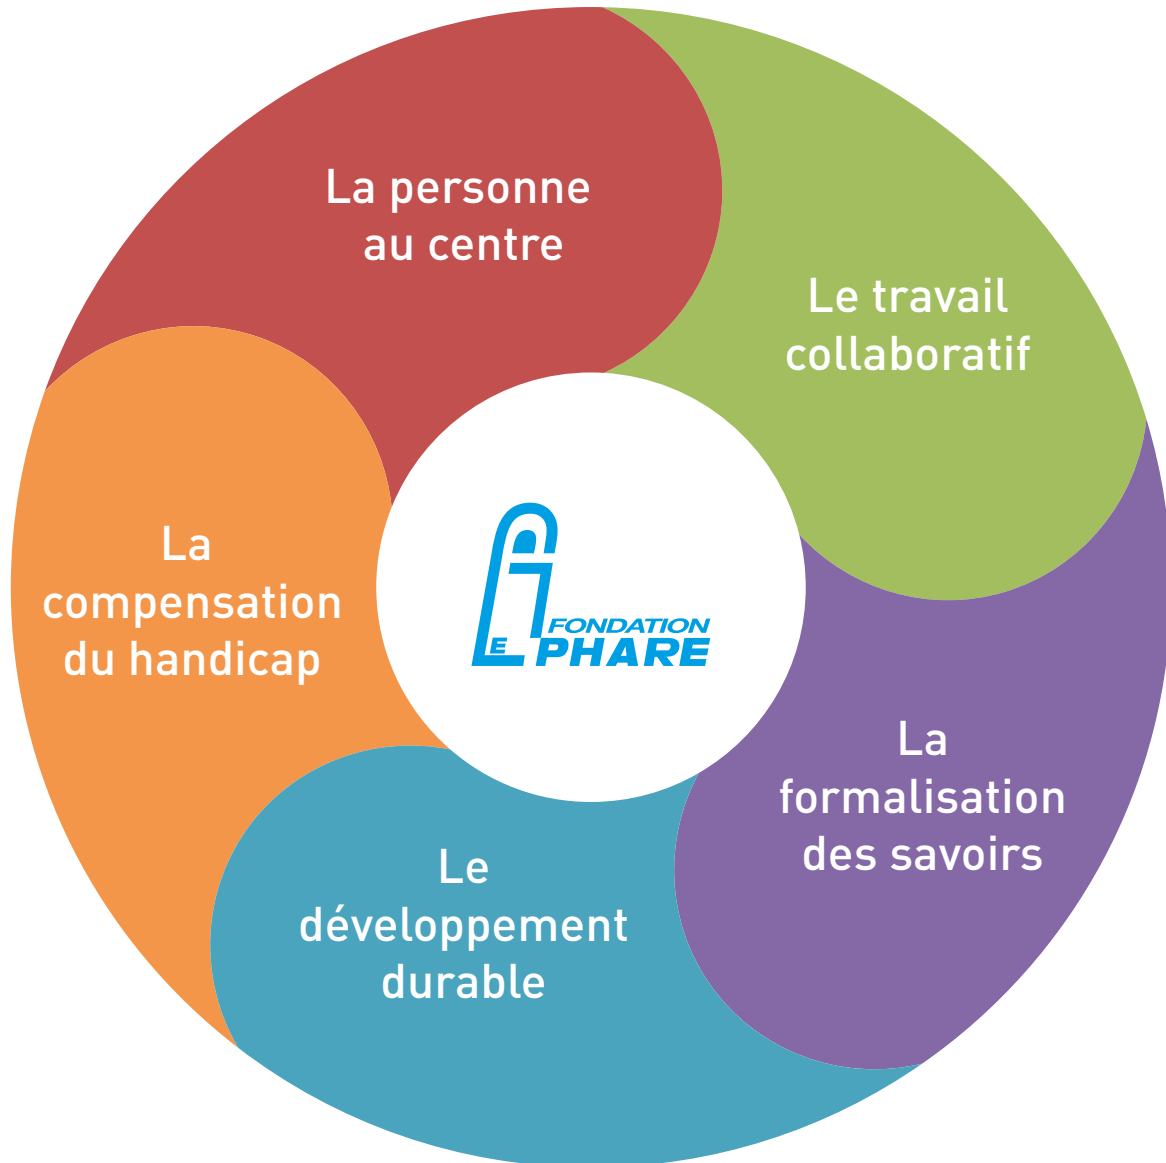 La personne
au centre
Le travail
collaboratif
La
formalisation
des savoirs
Le
développement
durable
La
compensation
du handicap
FONDATION
LE PHARE